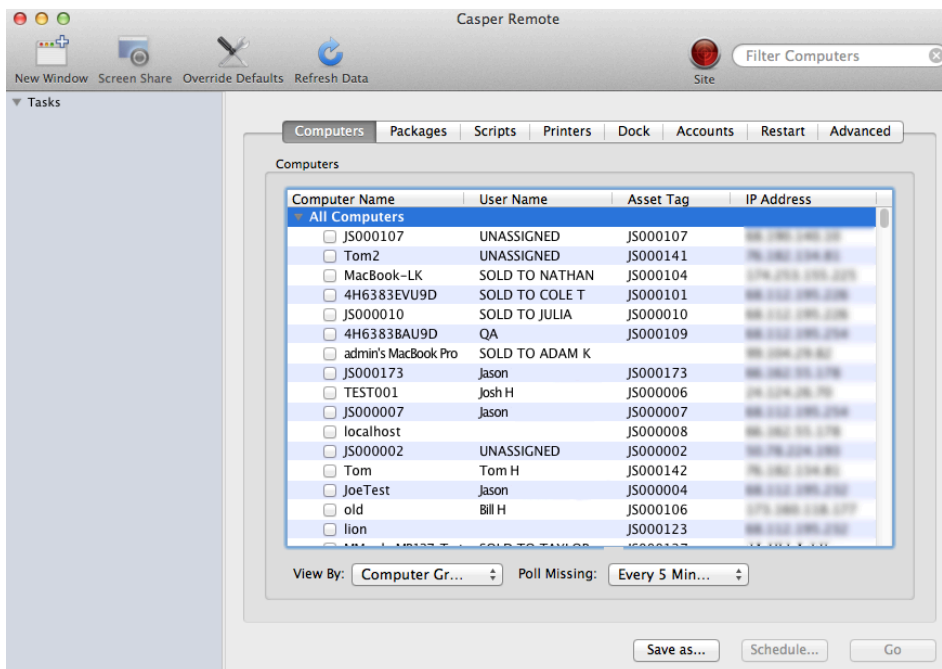 Casper Remote
New Window Screen Share Override Defaults Refresh Data Site Filter Computers
Tasks
Computers Packages Scripts Printers Dock Accounts Restart Advanced
Computers
Computer Name User Name Asset Tag IP Address
All Computers
JS000107 UNASSIGNED JS000107
Tom2 UNASSIGNED JS000141
MacBook-LK SOLD TO NATHAN JS000104
4H6383EVU9D SOLD TO COLE T JS000101
JS000010 SOLD TO JULIA JS000010
4H6383BAU9D QA JS000109
admin's MacBook Pro SOLD TO ADAM K
JS000173 Jason JS000173
TEST001 Josh H JS000006
JS000007 Jason JS000007
localhost JS000008
JS000002 UNASSIGNED JS000002
Tom Tom H JS000142
JoeTest Jason JS000004
old Bill H JS000106
lion JS000123
View By: Computer Gr... Poll Missing: Every 5 Min...
Save as... Schedule... Go